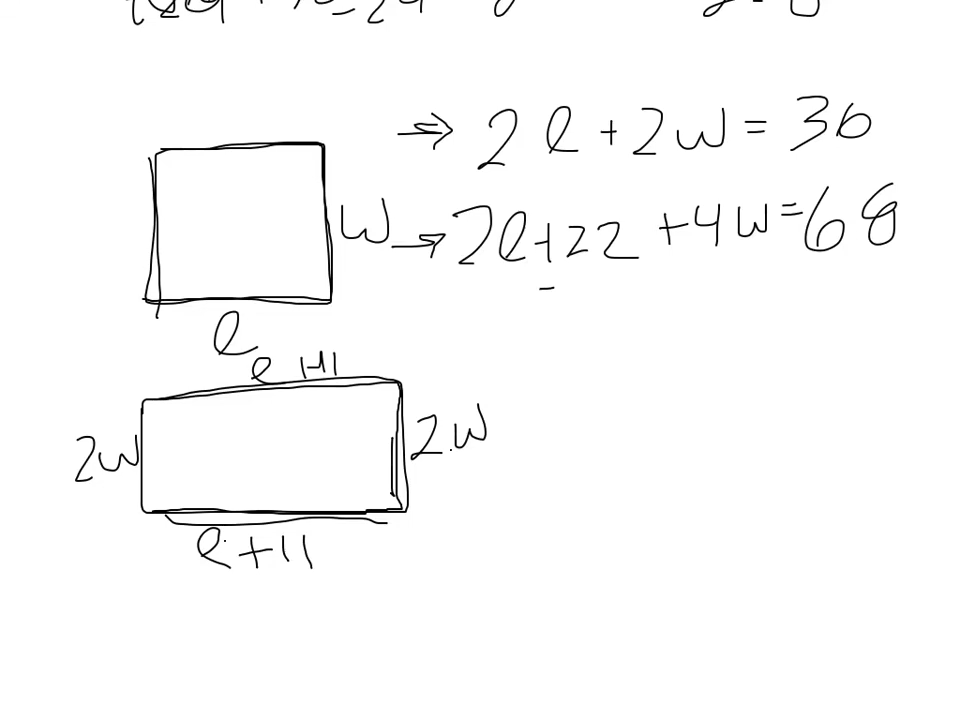 ⇒ 2l + 2w = 36
w → 2l + 22 + 4w = 68
l
l + 11
2w 2w
l + 11